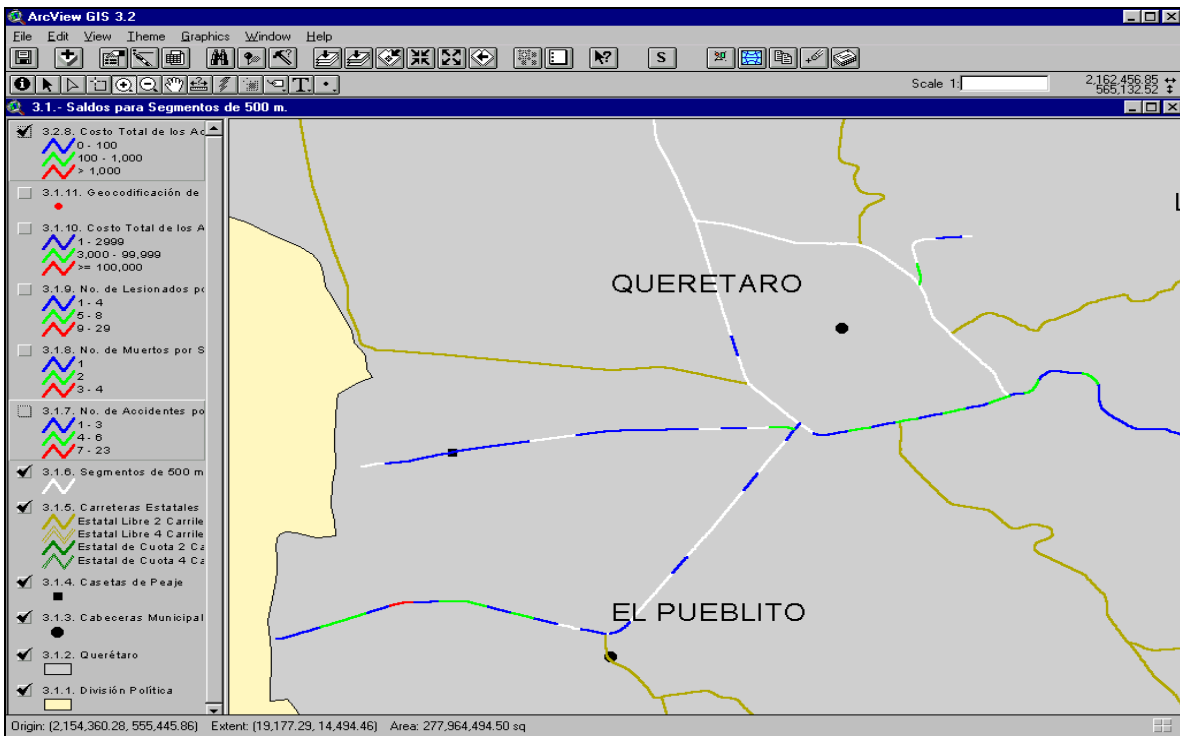 ArcView GIS 3.2
File Edit View Theme Graphics Window Help
S
T
Scale 1:
2,162,456.85
565,132.52
3.1.- Saldos para Segmentos de 500 m.
3.2.8. Costo Total de los Ac
0 - 100
100 - 1,000
> 1,000
3.1.11. Geocodificación de
3.1.10. Costo Total de los A
1 - 2999
3,000 - 99,999
>= 100,000
3.1.9. No. de Lesionados po
1 - 4
5 - 8
9 - 29
3.1.8. No. de Muertos por S
1
2
3 - 4
3.1.7. No. de Accidentes po
1 - 3
4 - 6
7 - 23
3.1.6. Segmentos de 500 m
3.1.5. Carreteras Estatales
Estatal Libre 2 Carrile
Estatal Libre 4 Carrile
Estatal de Cuota 2 Ca
Estatal de Cuota 4 Ca
3.1.4. Casetas de Peaje
3.1.3. Cabeceras Municipal
3.1.2. Querétaro
3.1.1. División Política
QUERETARO
EL PUEBLITO
Origin: (2,154,360.28, 555,445.86) Extent: (19,177.29, 14,494.46) Area: 277,964,494.50 sq